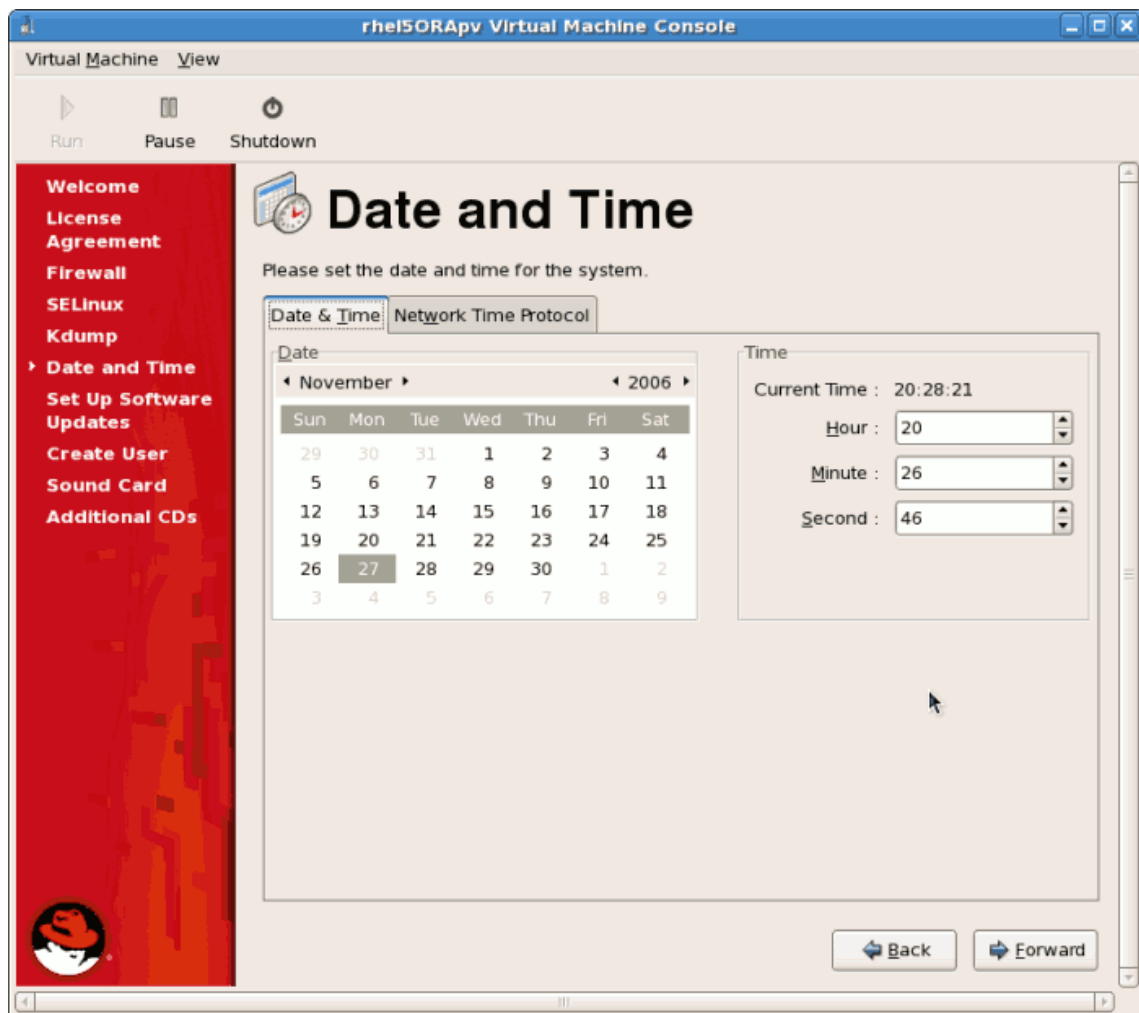 rhel5ORApv Virtual Machine Console
Virtual Machine View
Run Pause Shutdown
Welcome
License
Agreement
Firewall
SELinux
Kdump
Date and Time
Set Up Software
Updates
Create User
Sound Card
Additional CDs
Date and Time
Please set the date and time for the system.
Date & Time Network Time Protocol
Date
November 2006
Sun Mon Tue Wed Thu Fri Sat
29 30 31 1 2 3 4
5 6 7 8 9 10 11
12 13 14 15 16 17 18
19 20 21 22 23 24 25
26 27 28 29 30 1 2
3 4 5 6 7 8 9
Time
Current Time : 20:28:21
Hour : 20
Minute : 26
Second : 46
Back Forward